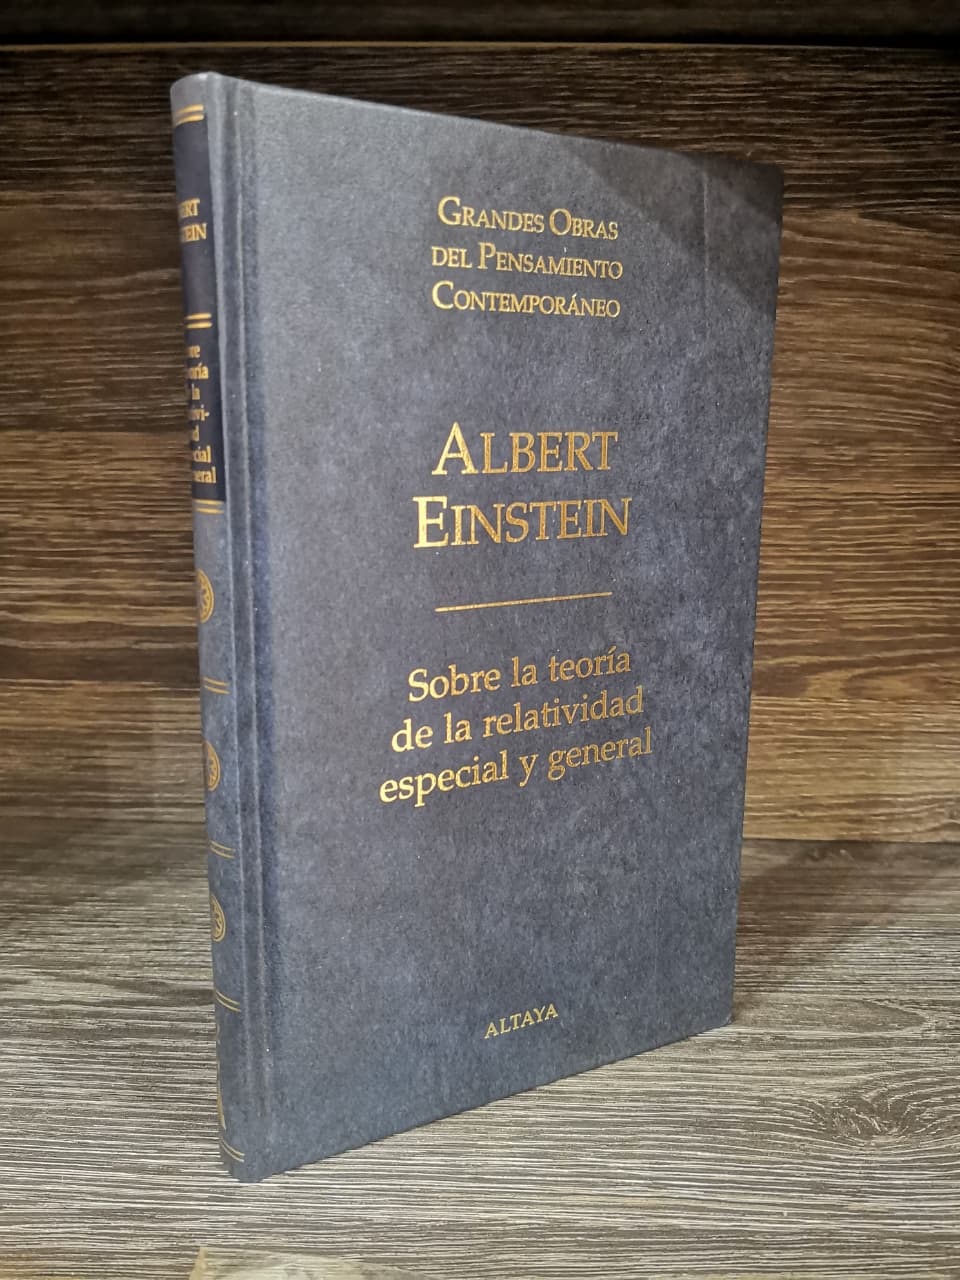 GRANDES OBRAS
DEL PENSAMIENTO
CONTEMPORÁNEO
ALBERT
EINSTEIN
Sobre la teoría
de la relatividad
especial y general
ALTAYA